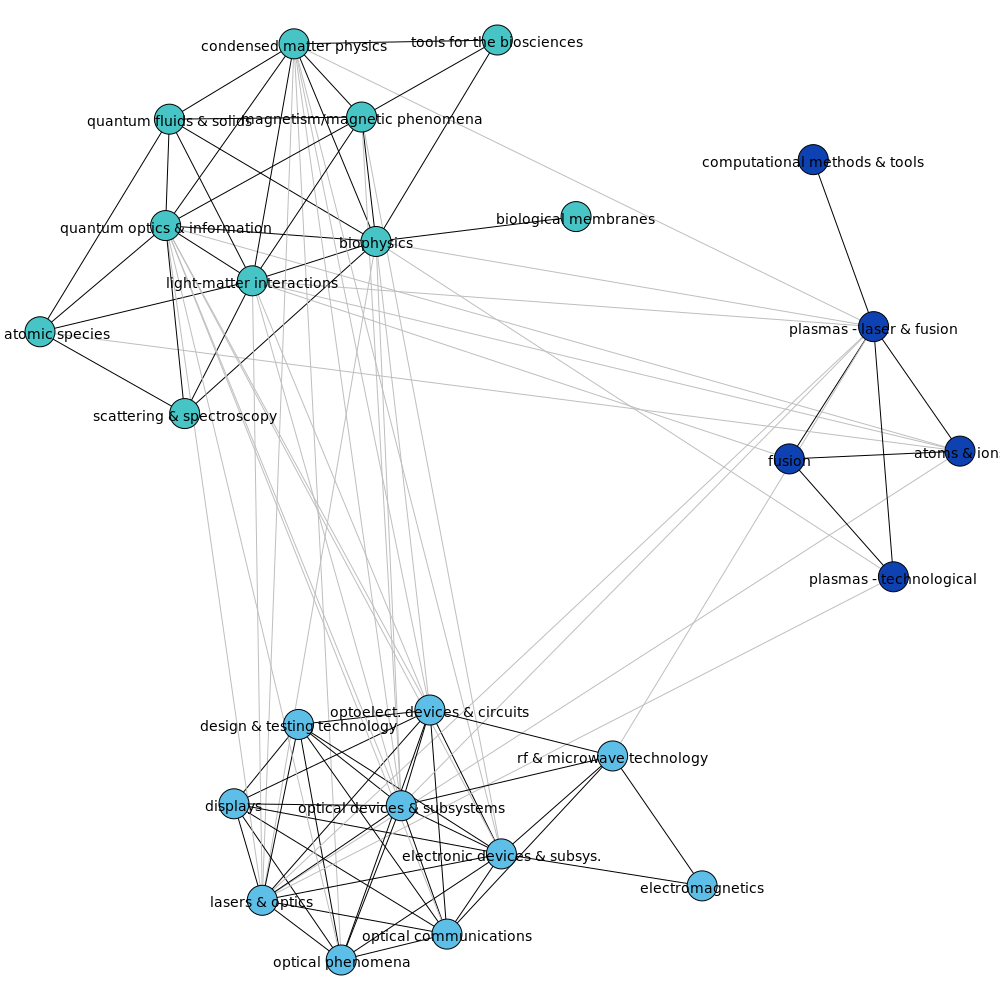 condensed matter physics
tools for the biosciences
quantum fluids & solids
magnetism/magnetic phenomena
computational methods & tools
biological membranes
quantum optics & information
biophysics
light-matter interactions
atomic species
plasmas - laser & fusion
scattering & spectroscopy
fusion
atoms & ions
plasmas - technological
optoelect. devices & circuits
design & testing technology
rf & microwave technology
displays
optical devices & subsystems
electronic devices & subsys.
electromagnetics
lasers & optics
optical communications
optical phenomena